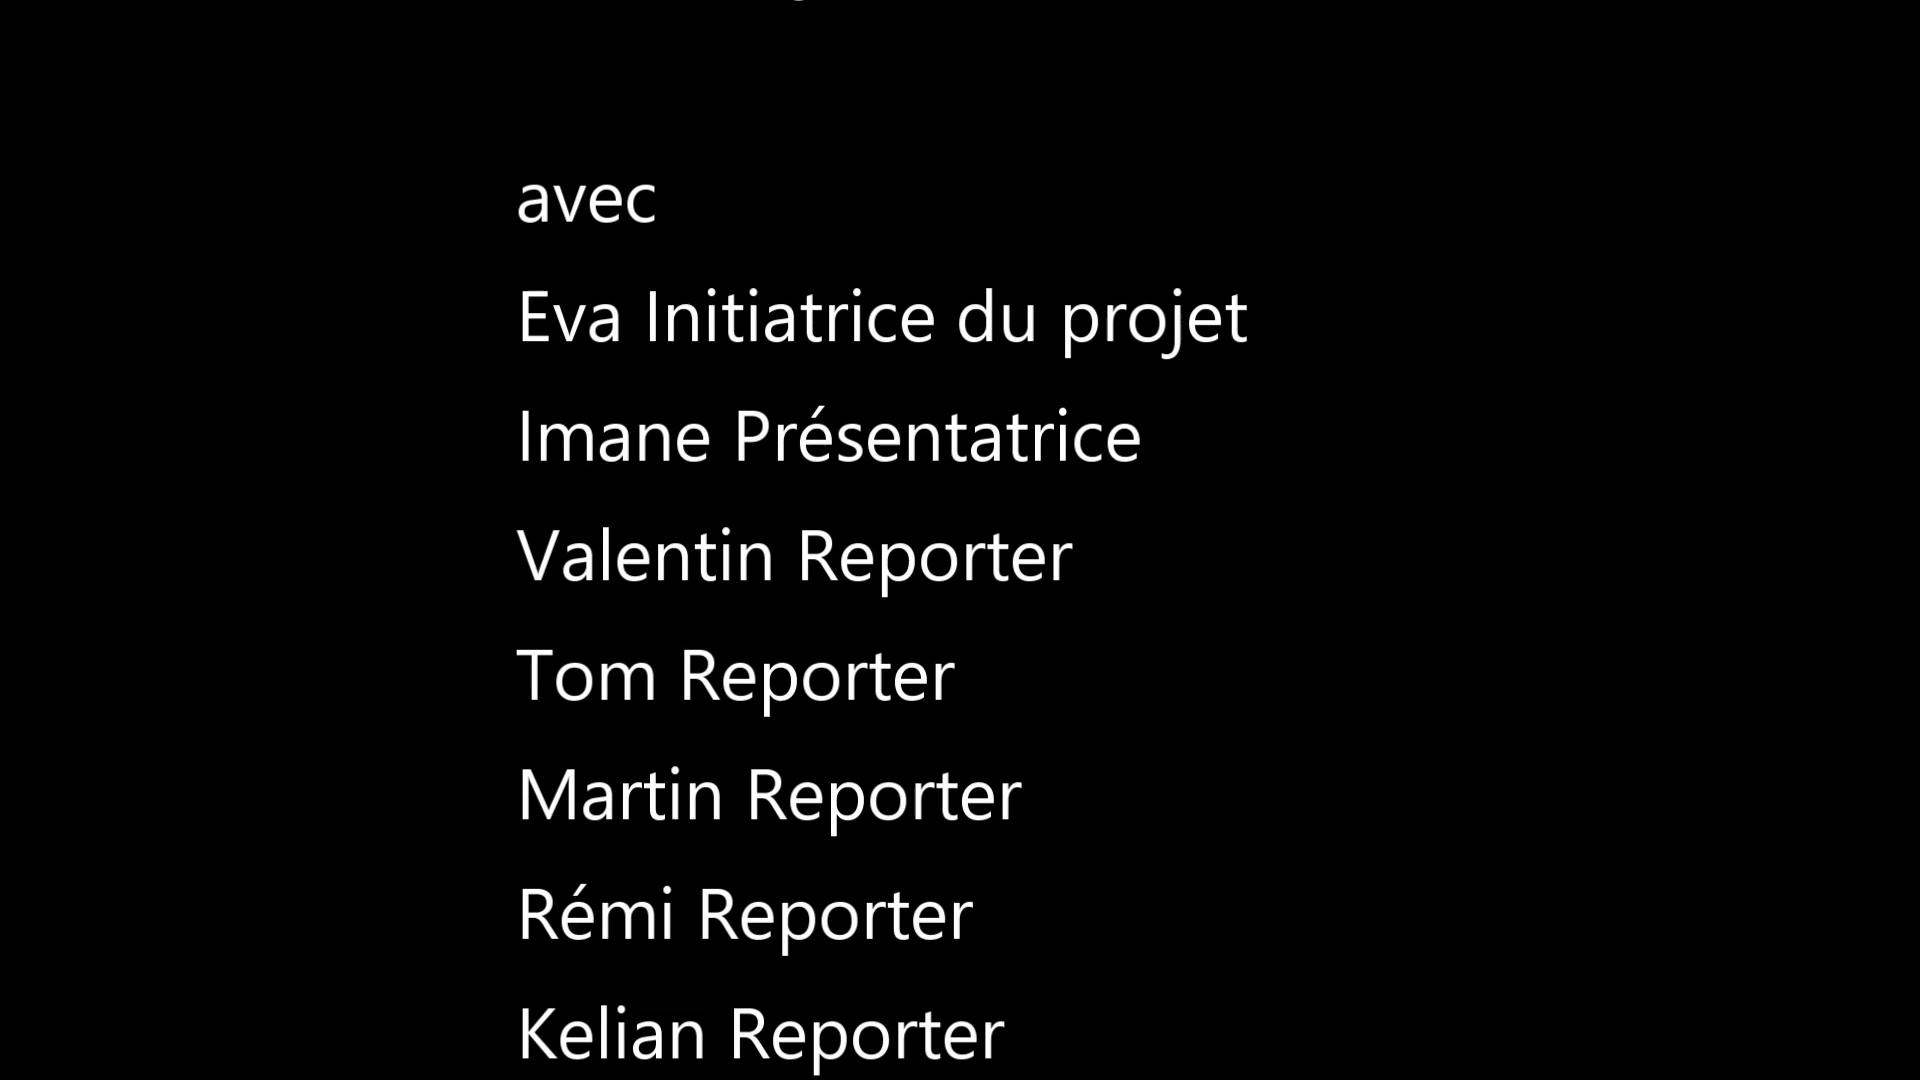 avec
Eva Initiatrice du projet
Imane Présentatrice
Valentin Reporter
Tom Reporter
Martin Reporter
Rémi Reporter
Kelian Reporter